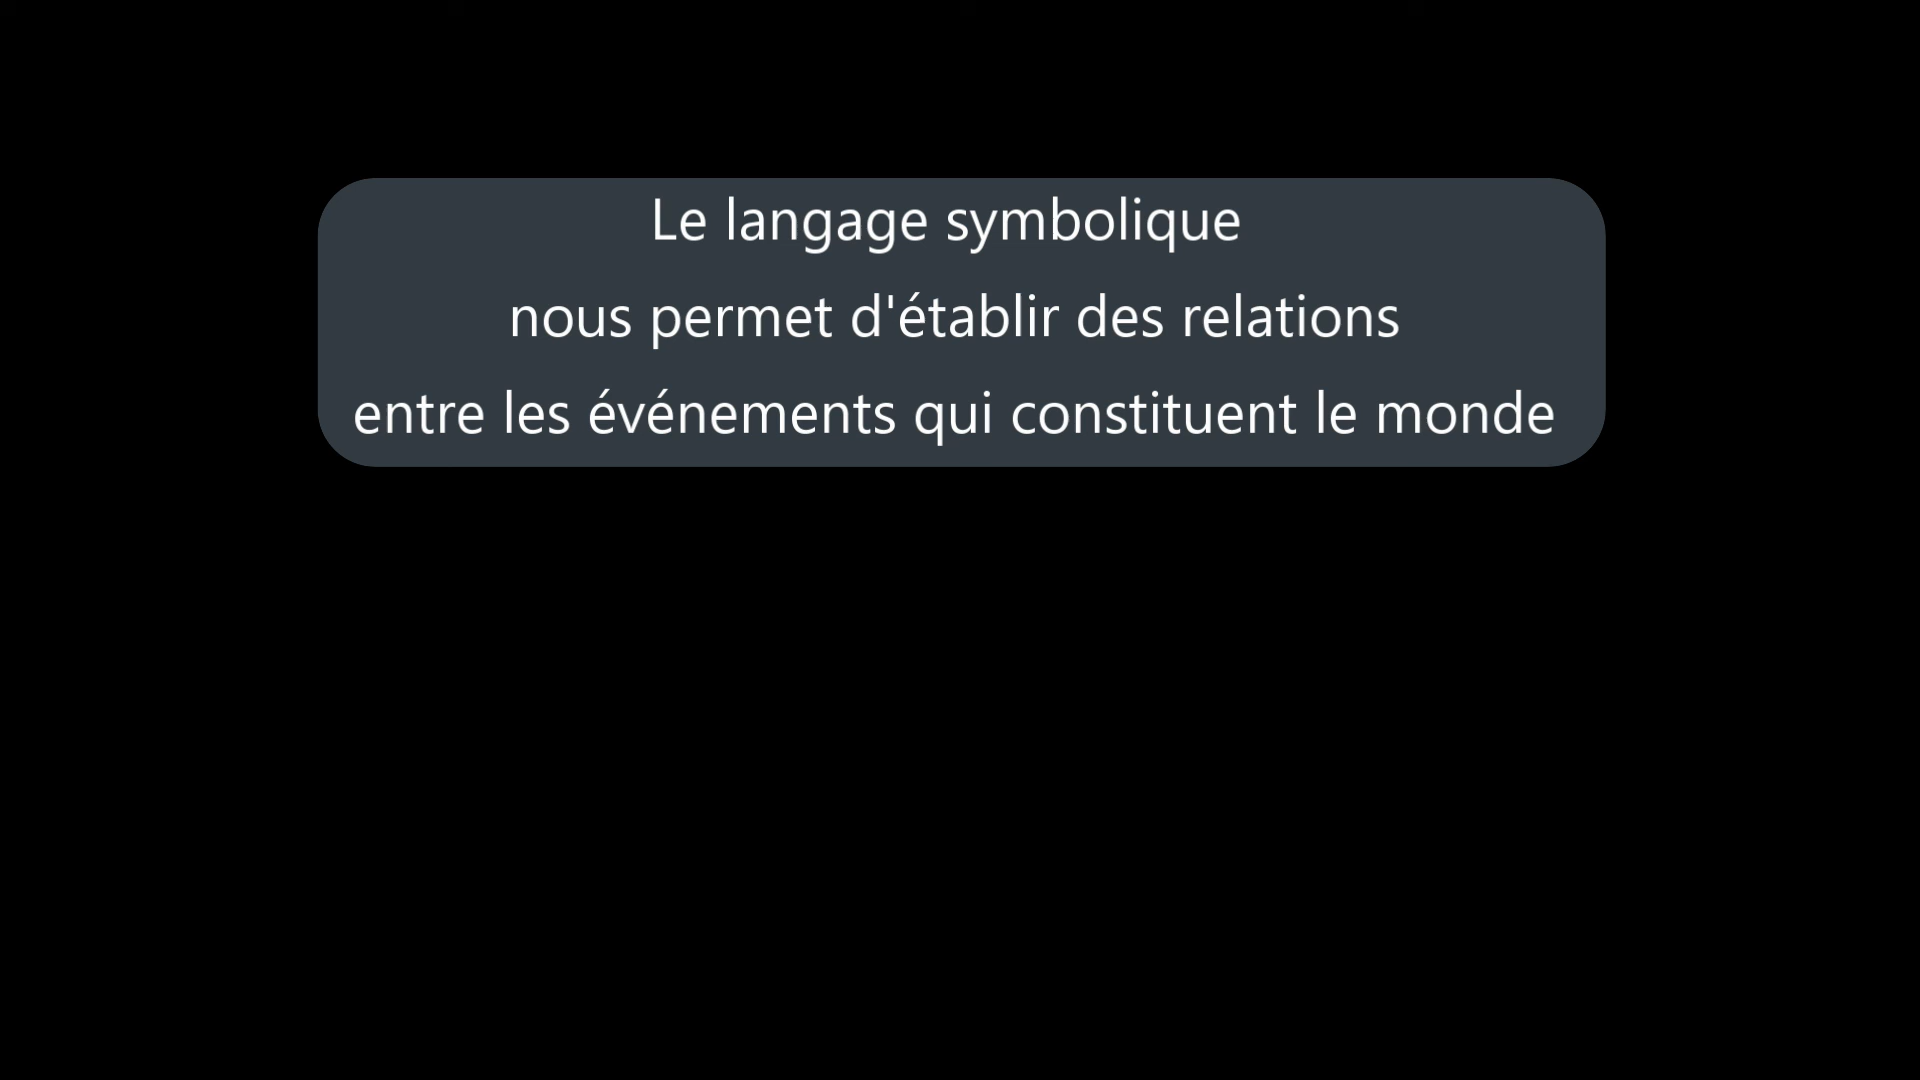 Le langage symbolique
nous permet d'établir des relations
entre les événements qui constituent le monde